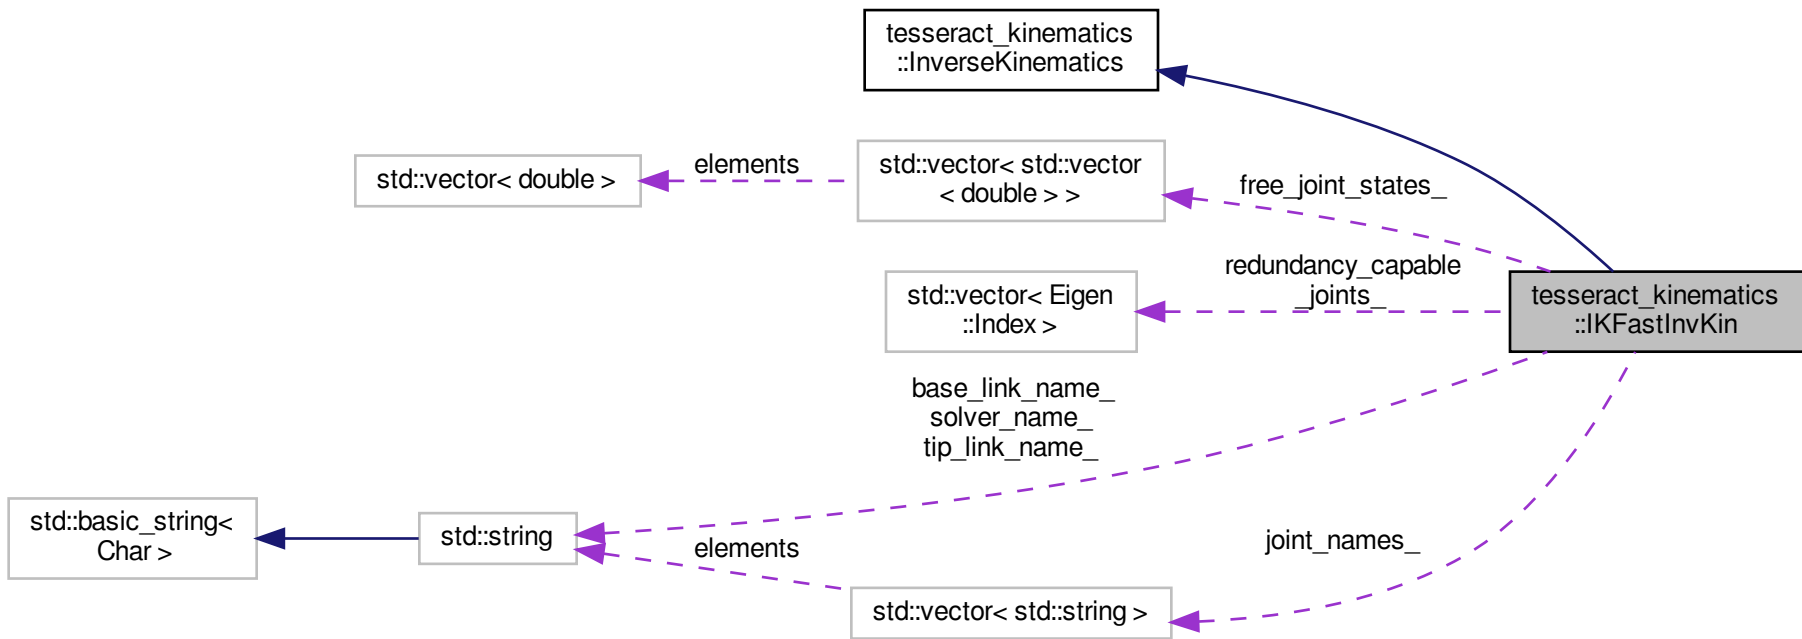 tesseract_kinematics
::InverseKinematics
elements
std::vector< double >
std::vector< std::vector
< double > >
free_joint_states_
redundancy_capable
_joints_
std::vector< Eigen
::Index >
tesseract_kinematics
::IKFastInvKin
base_link_name_
solver_name_
tip_link_name_
std::basic_string<
Char >
std::string
elements
joint_names_
std::vector< std::string >